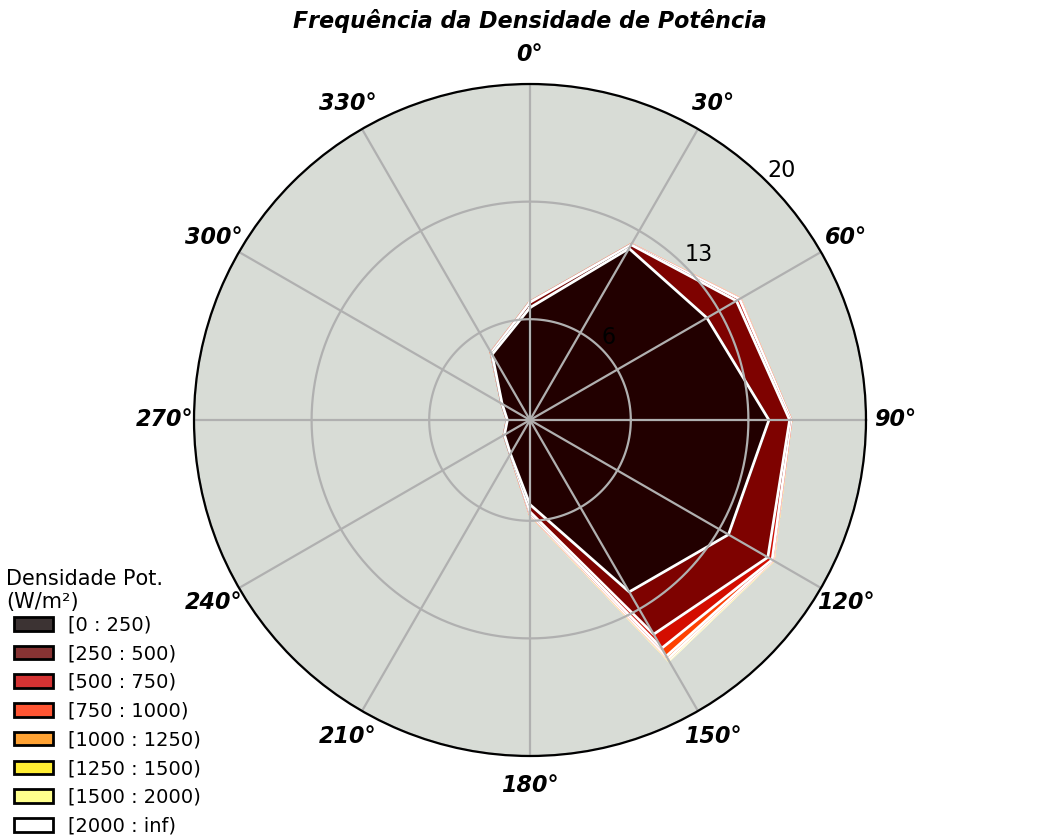 Frequência da Densidade de Potência
0°
330°
30°
20
300°
60°
13
6
270°
90°
240°
120°
210°
150°
180°
Densidade Pot.
(W/m²)
[0 : 250)
[250 : 500)
[500 : 750)
[750 : 1000)
[1000 : 1250)
[1250 : 1500)
[1500 : 2000)
[2000 : inf)